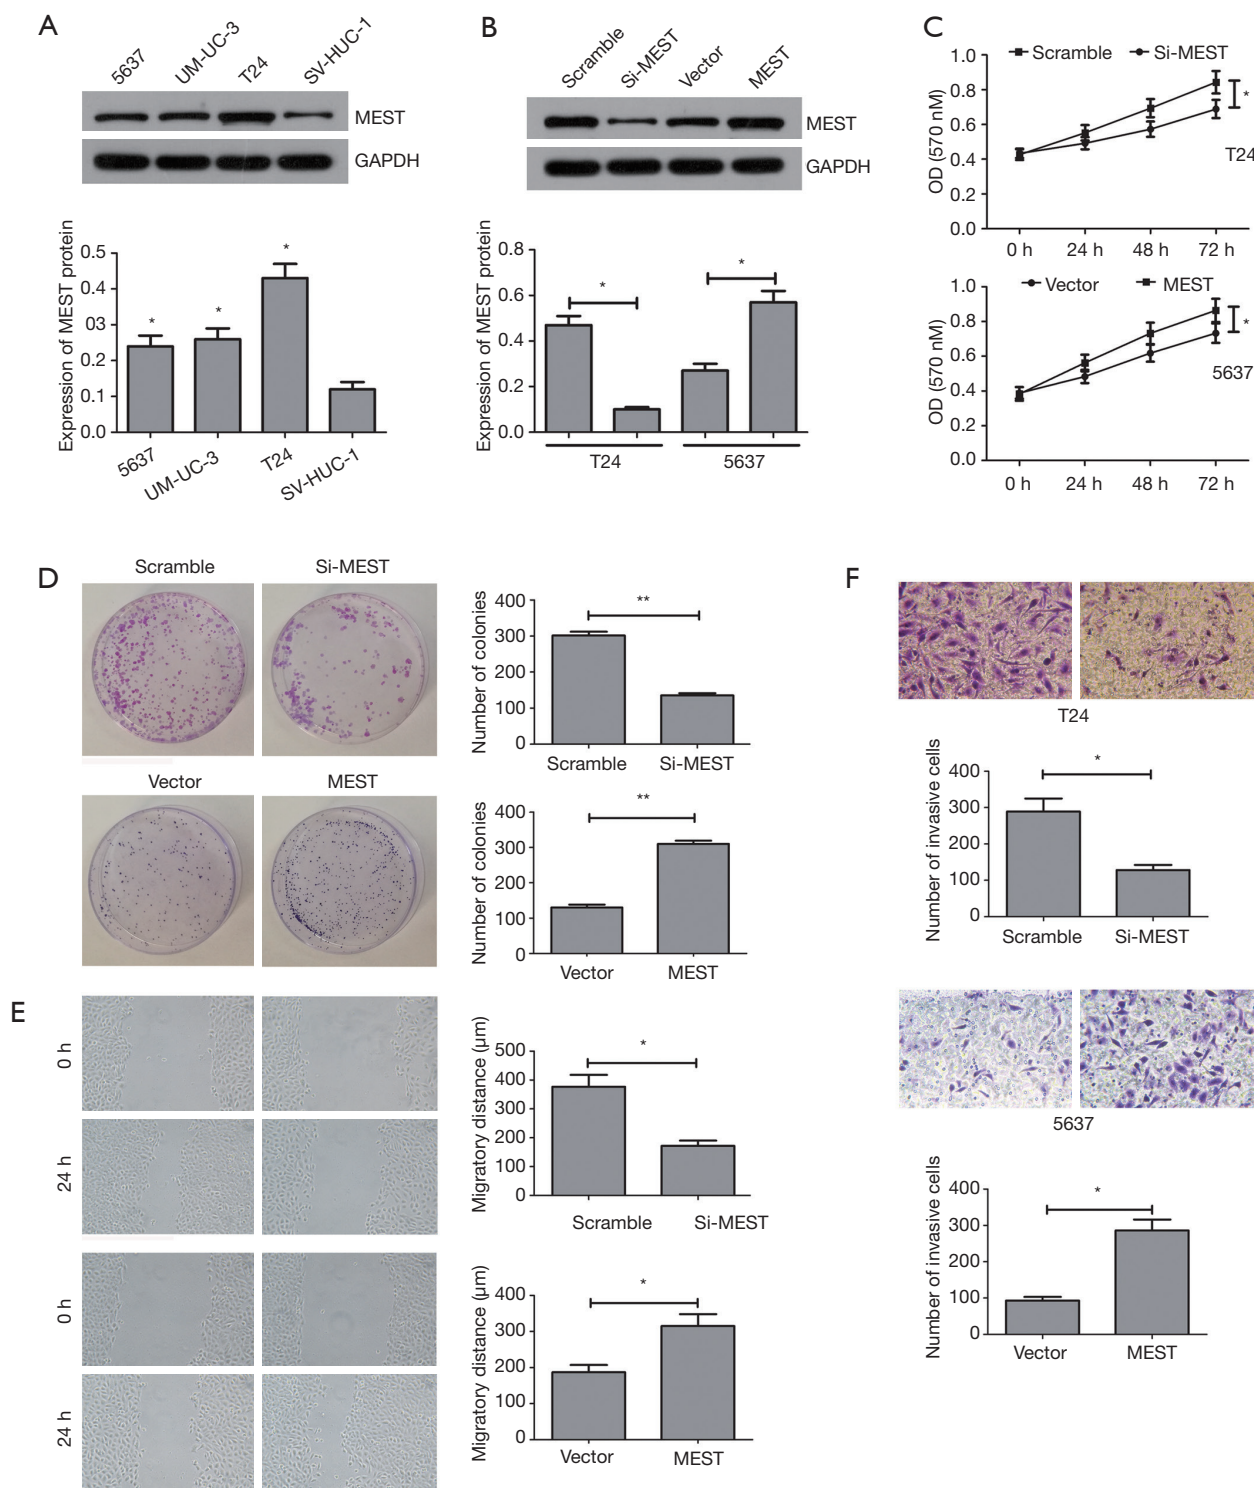 A
5637
UM-UC-3
T24
SV-HUC-1
MEST
GAPDH
Expression of MEST protein
0.5
0.4
03
0.2
0.1
0.0
*
*
*
5637
UM-UC-3
T24
SV-HUC-1
B
Scramble
Si-MEST
Vector
MEST
MEST
GAPDH
Expression of MEST protein
0.8
0.6
0.4
0.2
0.0
*
*
T24
5637
C
Scramble
Si-MEST
OD (570 nM)
1.0
0.8
0.6
0.4
0.2
0.0
*
T24
0 h
24 h
48 h
72 h
Vector
MEST
OD (570 nM)
1.0
0.8
0.6
0.4
0.2
0.0
*
5637
0 h
24 h
48 h
72 h
D
Scramble
Si-MEST
Vector
MEST
Number of colonies
400
300
200
100
0
**
Scramble
Si-MEST
Number of colonies
400
300
200
100
0
**
Vector
MEST
E
0 h
24 h
0 h
24 h
Migratory distance (µm)
500
400
300
200
100
0
*
Scramble
Si-MEST
Migratory distance (µm)
400
300
200
100
0
*
Vector
MEST
F
T24
Number of invasive cells
400
300
200
100
0
*
Scramble
Si-MEST
5637
Number of invasive cells
400
300
200
100
0
*
Vector
MEST